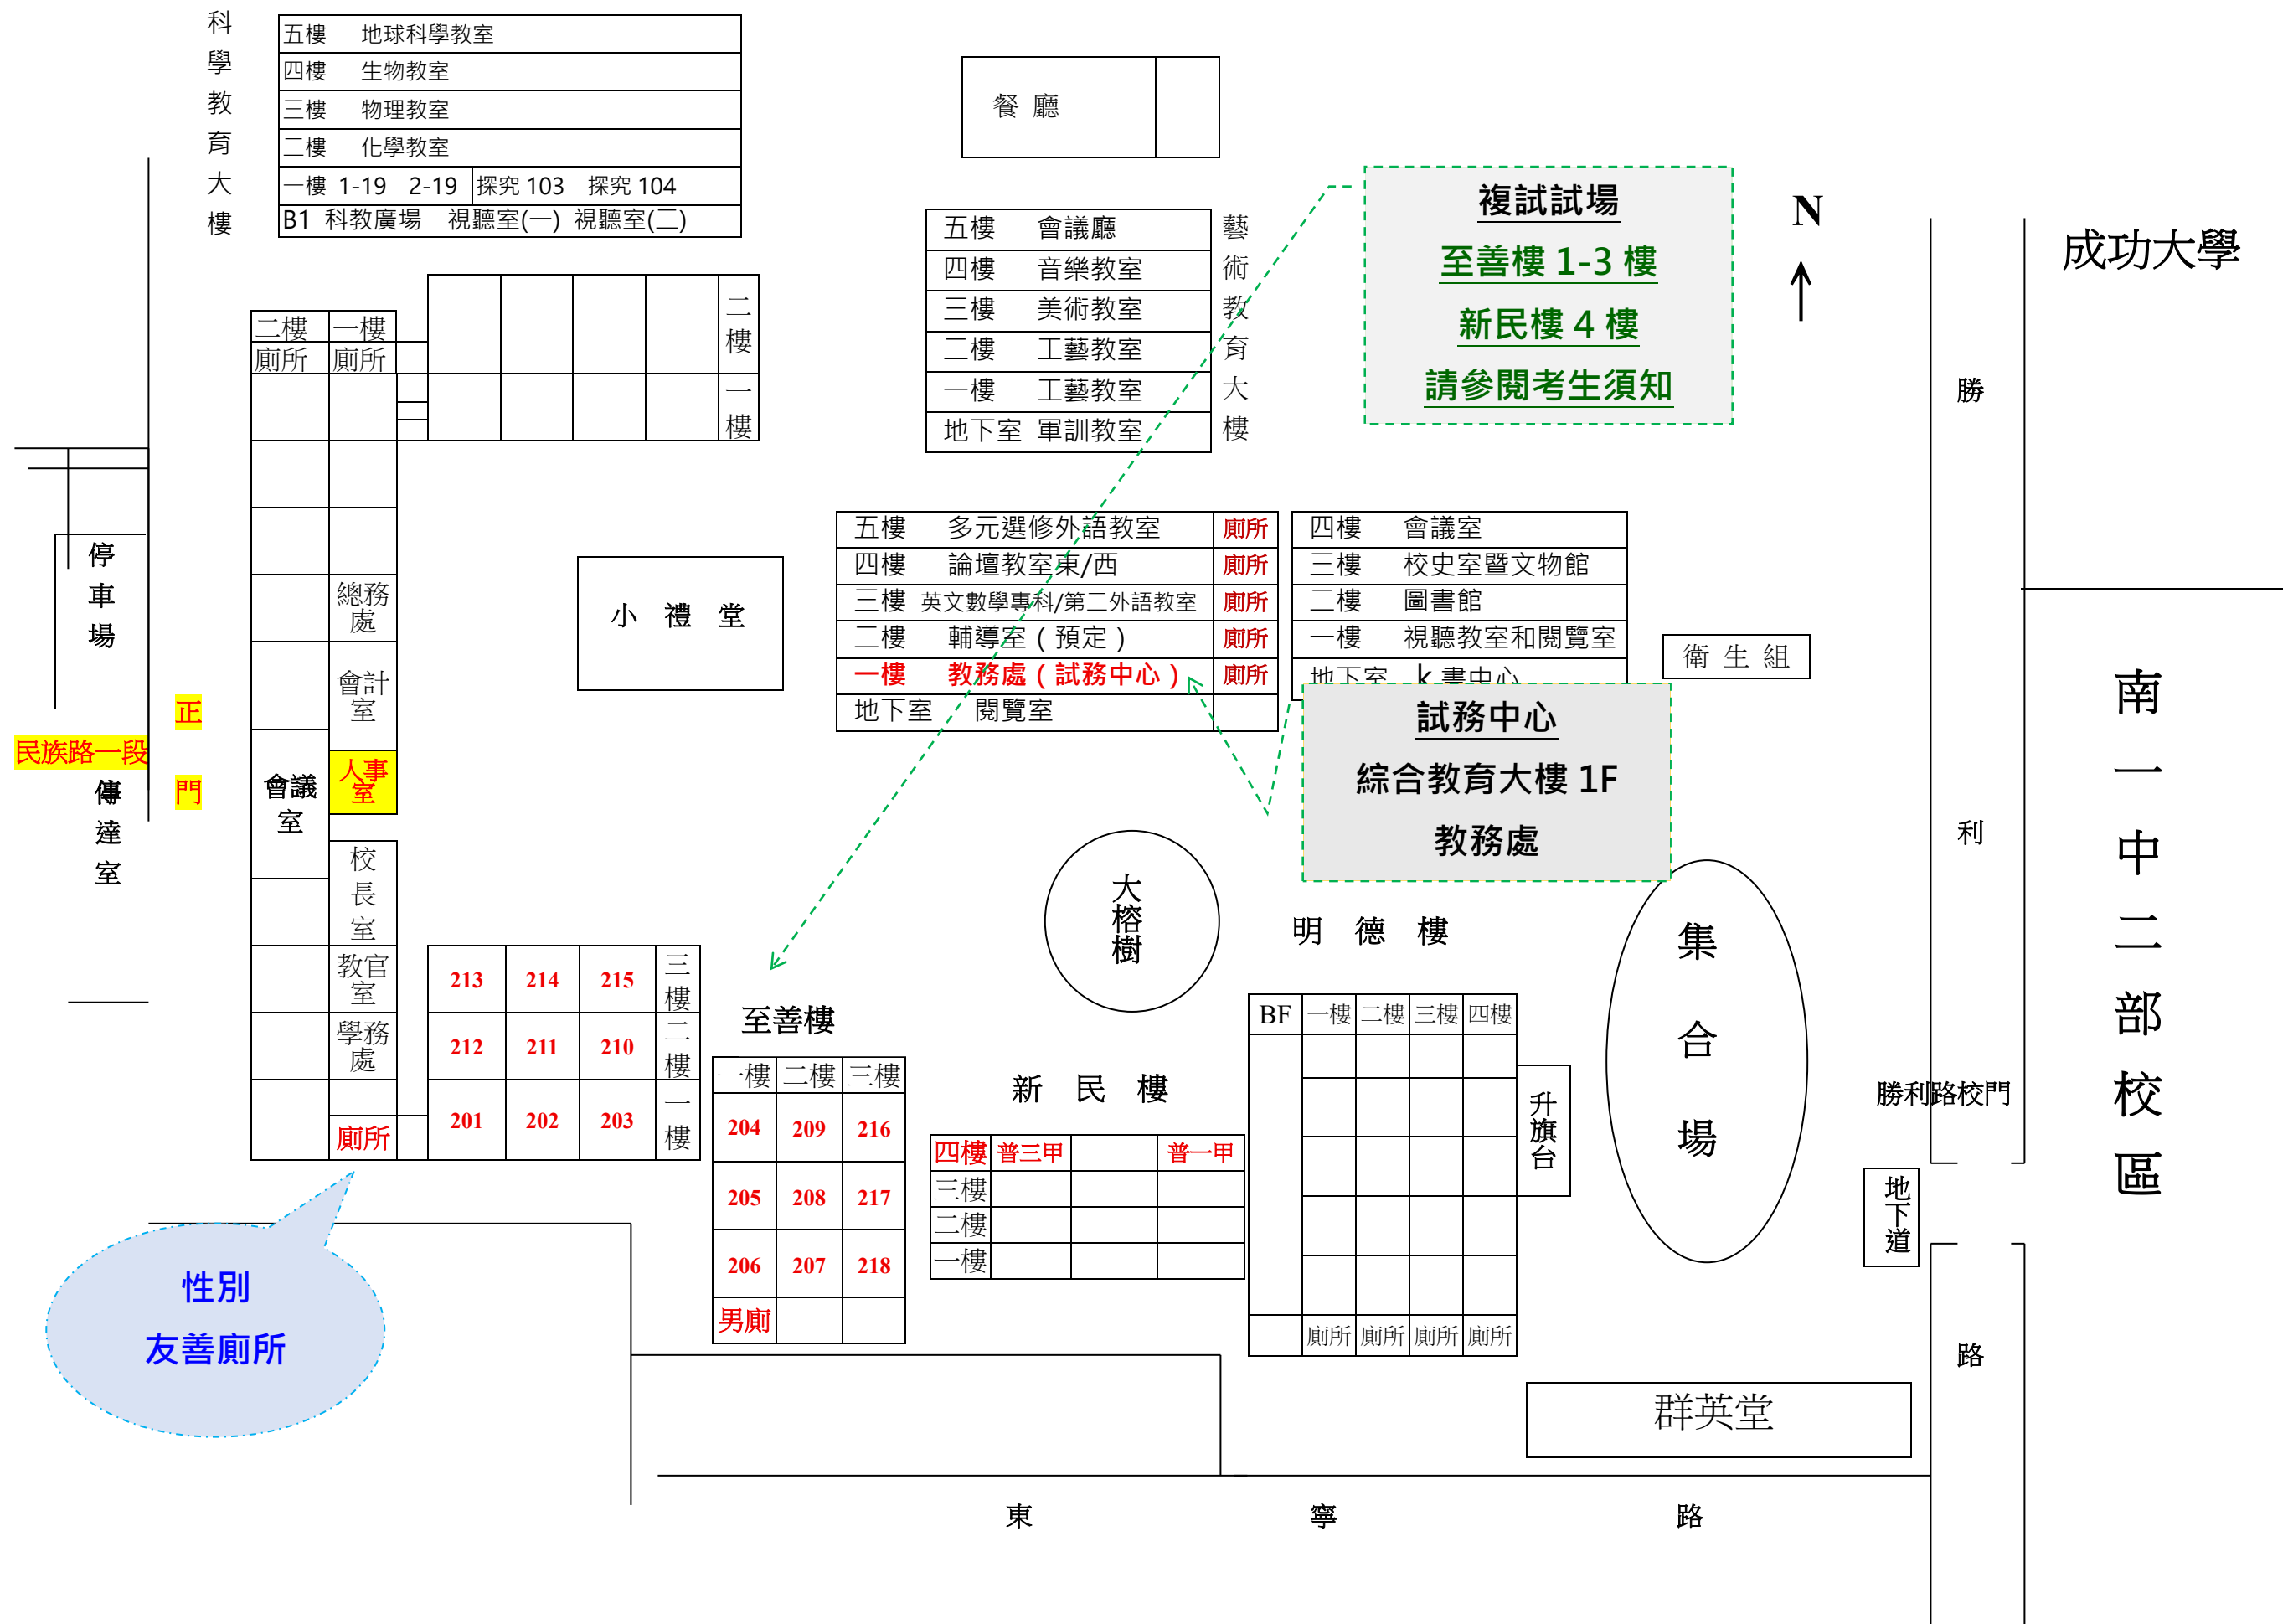 科學教育大樓
五樓 地球科學教室
四樓 生物教室
三樓 物理教室
二樓 化學教室
一樓 1-19 2-19 探究103 探究104
B1 科教廣場 視聽室(一) 視聽室(二)
餐 廳
五樓 會議廳
四樓 音樂教室
三樓 美術教室
二樓 工藝教室
一樓 工藝教室
地下室 軍訓教室
藝術教育大樓
複試試場
至善樓 1-3 樓
新民樓 4 樓
請參閱考生須知
N
成功大學
勝
利
路
二樓 一樓
廁所 廁所
二樓
一樓
總務處
會計室
人事室
會議室
校長室
教官室
學務處
廁所
停車場
正
門
民族路一段
傳達室
小 禮 堂
五樓 多元選修外語教室 廁所
四樓 論壇教室東/西 廁所
三樓 英文數學專科/第二外語教室 廁所
二樓 輔導室（預定） 廁所
一樓 教務處（試務中心） 廁所
地下室 閱覽室
四樓 會議室
三樓 校史室暨文物館
二樓 圖書館
一樓 視聽教室和閱覽室
地下室 k 書中心
衛 生 組
試務中心
綜合教育大樓 1F
教務處
大榕樹
明 德 樓
集合場
南一中二部校區
213 214 215 三樓
212 211 210 二樓
201 202 203 一樓
至善樓
一樓 二樓 三樓
204 209 216
205 208 217
206 207 218
男廁
新 民 樓
四樓 普三甲 普一甲
三樓
二樓
一樓
BF 一樓 二樓 三樓 四樓
廁所 廁所 廁所 廁所
升旗台
勝利路校門
地下道
性別
友善廁所
群英堂
東 寧 路